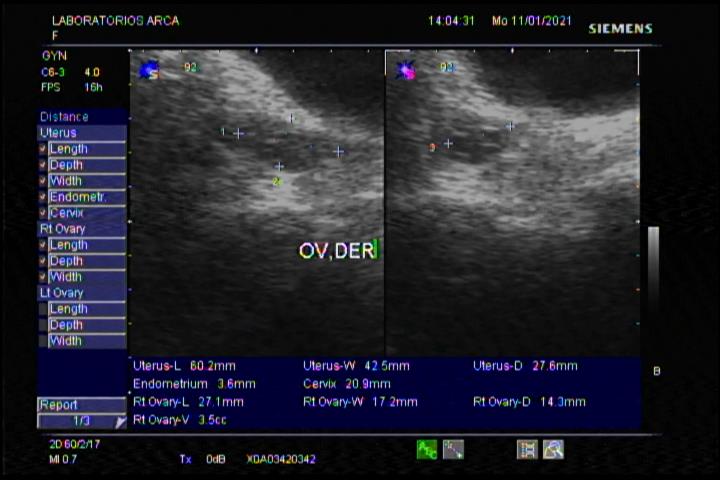 LABORATORIOS ARCA
F
14:04:31 Mo 11/01/2021
SIEMENS
GYN
C6-3 4.0
FPS 16h
Distance
Uterus
Length
Depth
Width
Endometr.
Cervix
Rt Ovary
Length
Depth
Width
Lt Ovary
Length
Depth
Width
Report
1/3
S
92
1
2
OV,DER
S
92
3
Uterus-L 60.2mm Uterus-W 42.5mm Uterus-D 27.6mm
Endometrium 3.6mm Cervix 20.9mm
Rt Ovary-L 27.1mm Rt Ovary-W 17.2mm Rt Ovary-D 14.3mm
Rt Ovary-V 3.5cc
B
2D 60/2/17
MI 0.7 Tx 0dB XDA03420342
ABC